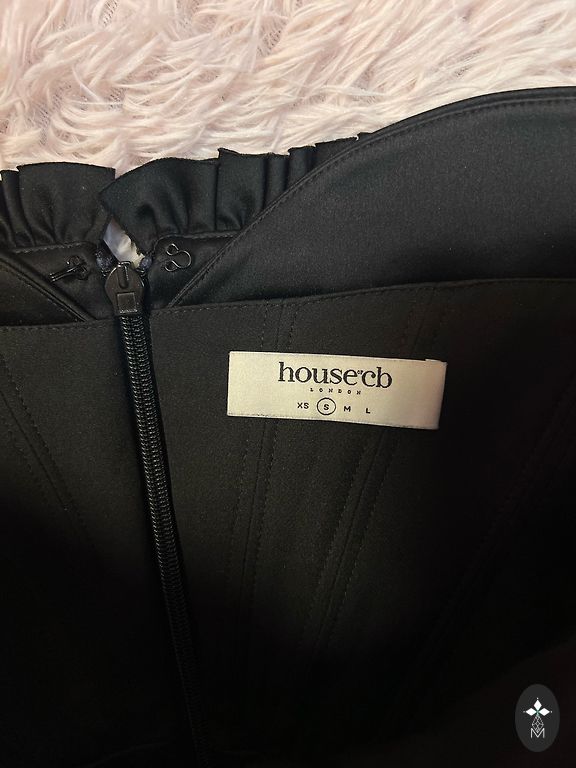 house OF cb
LONDON
XS S M L
M